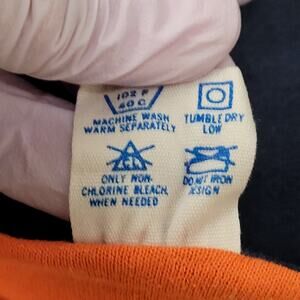 102 F
40 C
MACHINE WASH
WARM SEPARATELY
TUMBLE DRY
LOW
ONLY NON-
CHLORINE BLEACH,
WHEN NEEDED
DO NOT IRON
DESIGN